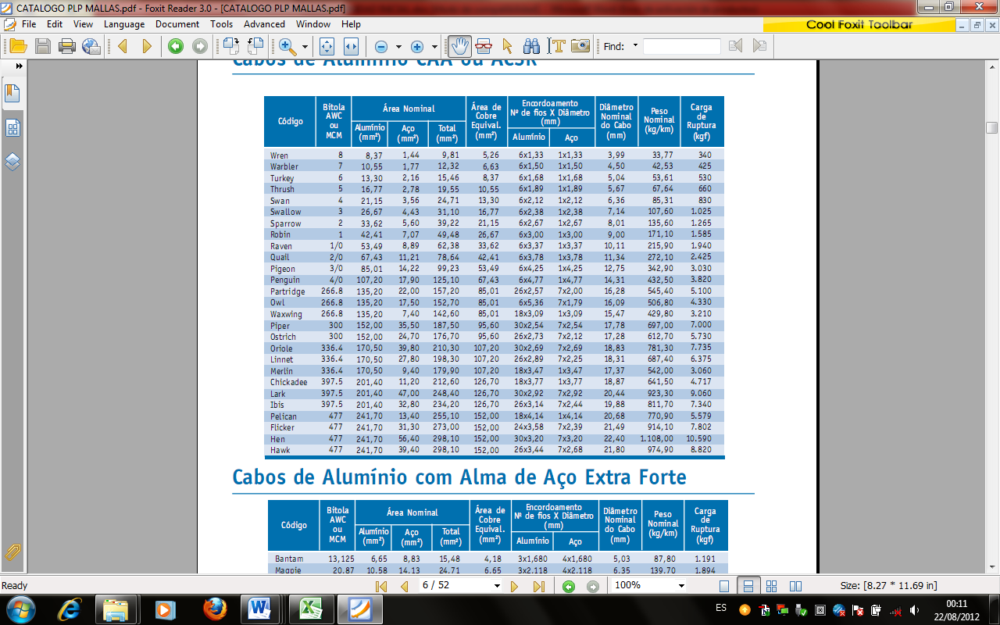 CATALOGO PLP MALLAS.pdf - Foxit Reader 3.0 - [CATALOGO PLP MALLAS.pdf]
File Edit View Language Document Tools Advanced Window Help
Cool Foxit Toolbar
Find:
Cabos de Alumínio CAA ou ACSR
Código Bitola AWC ou MCM Área Nominal Área de Cobre Equival. (mm²) Encordoamento Nº de fios X Diâmetro (mm) Diâmetro Nominal do Cabo (mm) Peso Nominal (kg/km) Carga de Ruptura (kgf)
Alumínio (mm²) Aço (mm²) Total (mm²) Alumínio Aço
Wren 8 8,37 1,44 9,81 5,26 6x1,33 1x1,33 3,99 33,77 340
Warbler 7 10,55 1,77 12,32 6,63 6x1,50 1x1,50 4,50 42,53 425
Turkey 6 13,30 2,16 15,46 8,37 6x1,68 1x1,68 5,04 53,61 530
Thrush 5 16,77 2,78 19,55 10,55 6x1,89 1x1,89 5,67 67,64 660
Swan 4 21,15 3,56 24,71 13,30 6x2,12 1x2,12 6,36 85,31 830
Swallow 3 26,67 4,43 31,10 16,77 6x2,38 1x2,38 7,14 107,60 1.025
Sparrow 2 33,62 5,60 39,22 21,15 6x2,67 1x2,67 8,01 135,60 1.265
Robin 1 42,41 7,07 49,48 26,67 6x3,00 1x3,00 9,00 171,10 1.585
Raven 1/0 53,49 8,89 62,38 33,62 6x3,37 1x3,37 10,11 215,90 1.940
Quail 2/0 67,43 11,21 78,64 42,41 6x3,78 1x3,78 11,34 272,10 2.425
Pigeon 3/0 85,01 14,22 99,23 53,49 6x4,25 1x4,25 12,75 342,90 3.030
Penguin 4/0 107,20 17,90 125,10 67,43 6x4,77 1x4,77 14,31 432,50 3.820
Partridge 266.8 135,20 22,00 157,20 85,01 26x2,57 7x2,00 16,28 545,40 5.100
Owl 266.8 135,20 17,50 152,70 85,01 6x5,36 7x1,79 16,09 506,80 4.330
Waxwing 266.8 135,20 7,40 142,60 85,01 18x3,09 1x3,09 15,47 429,80 3.210
Piper 300 152,00 35,50 187,50 95,60 30x2,54 7x2,54 17,78 697,00 7.000
Ostrich 300 152,00 24,70 176,70 95,60 26x2,73 7x2,12 17,28 612,70 5.730
Oriole 336.4 170,50 39,80 210,30 107,20 30x2,69 7x2,69 18,83 781,30 7.735
Linnet 336.4 170,50 27,80 198,30 107,20 26x2,89 7x2,25 18,31 687,40 6.375
Merlin 336.4 170,50 9,40 179,90 107,20 18x3,47 1x3,47 17,37 542,00 3.060
Chickadee 397.5 201,40 11,20 212,60 126,70 18x3,77 1x3,77 18,87 641,50 4.717
Lark 397.5 201,40 47,00 248,40 126,70 30x2,92 7x2,92 20,44 923,30 9.060
Ibis 397.5 201,40 32,80 234,20 126,70 26x3,14 7x2,44 19,88 811,70 7.340
Pelican 477 241,70 13,40 255,10 152,00 18x4,14 1x4,14 20,68 770,90 5.579
Flicker 477 241,70 31,30 273,00 152,00 24x3,58 7x2,39 21,49 914,10 7.802
Hen 477 241,70 56,40 298,10 152,00 30x3,20 7x3,20 22,40 1.108,00 10.590
Hawk 477 241,70 39,40 298,10 152,00 26x3,44 7x2,68 21,80 974,90 8.820
Cabos de Alumínio com Alma de Aço Extra Forte
Código Bitola AWG ou MCM Área Nominal Área de Cobre Equival. (mm²) Encordoamento Nº de fios X Diâmetro (mm) Diâmetro Nominal do Cabo (mm) Peso Nominal (kg/km) Carga de Ruptura (kgf)
Alumínio (mm²) Aço (mm²) Total (mm²) Alumínio Aço
Bantam 13,125 6,65 8,83 15,48 4,18 3x1,680 4x1,680 5,03 87,80 1.191
Magpie 20,87 10,58 14,13 24,71 6,65 3x2,118 4x2,118 6,35 139,70 1.894
Ready 6 / 52 100% Size: [8.27 * 11.69 in]
ES 00:11
22/08/2012